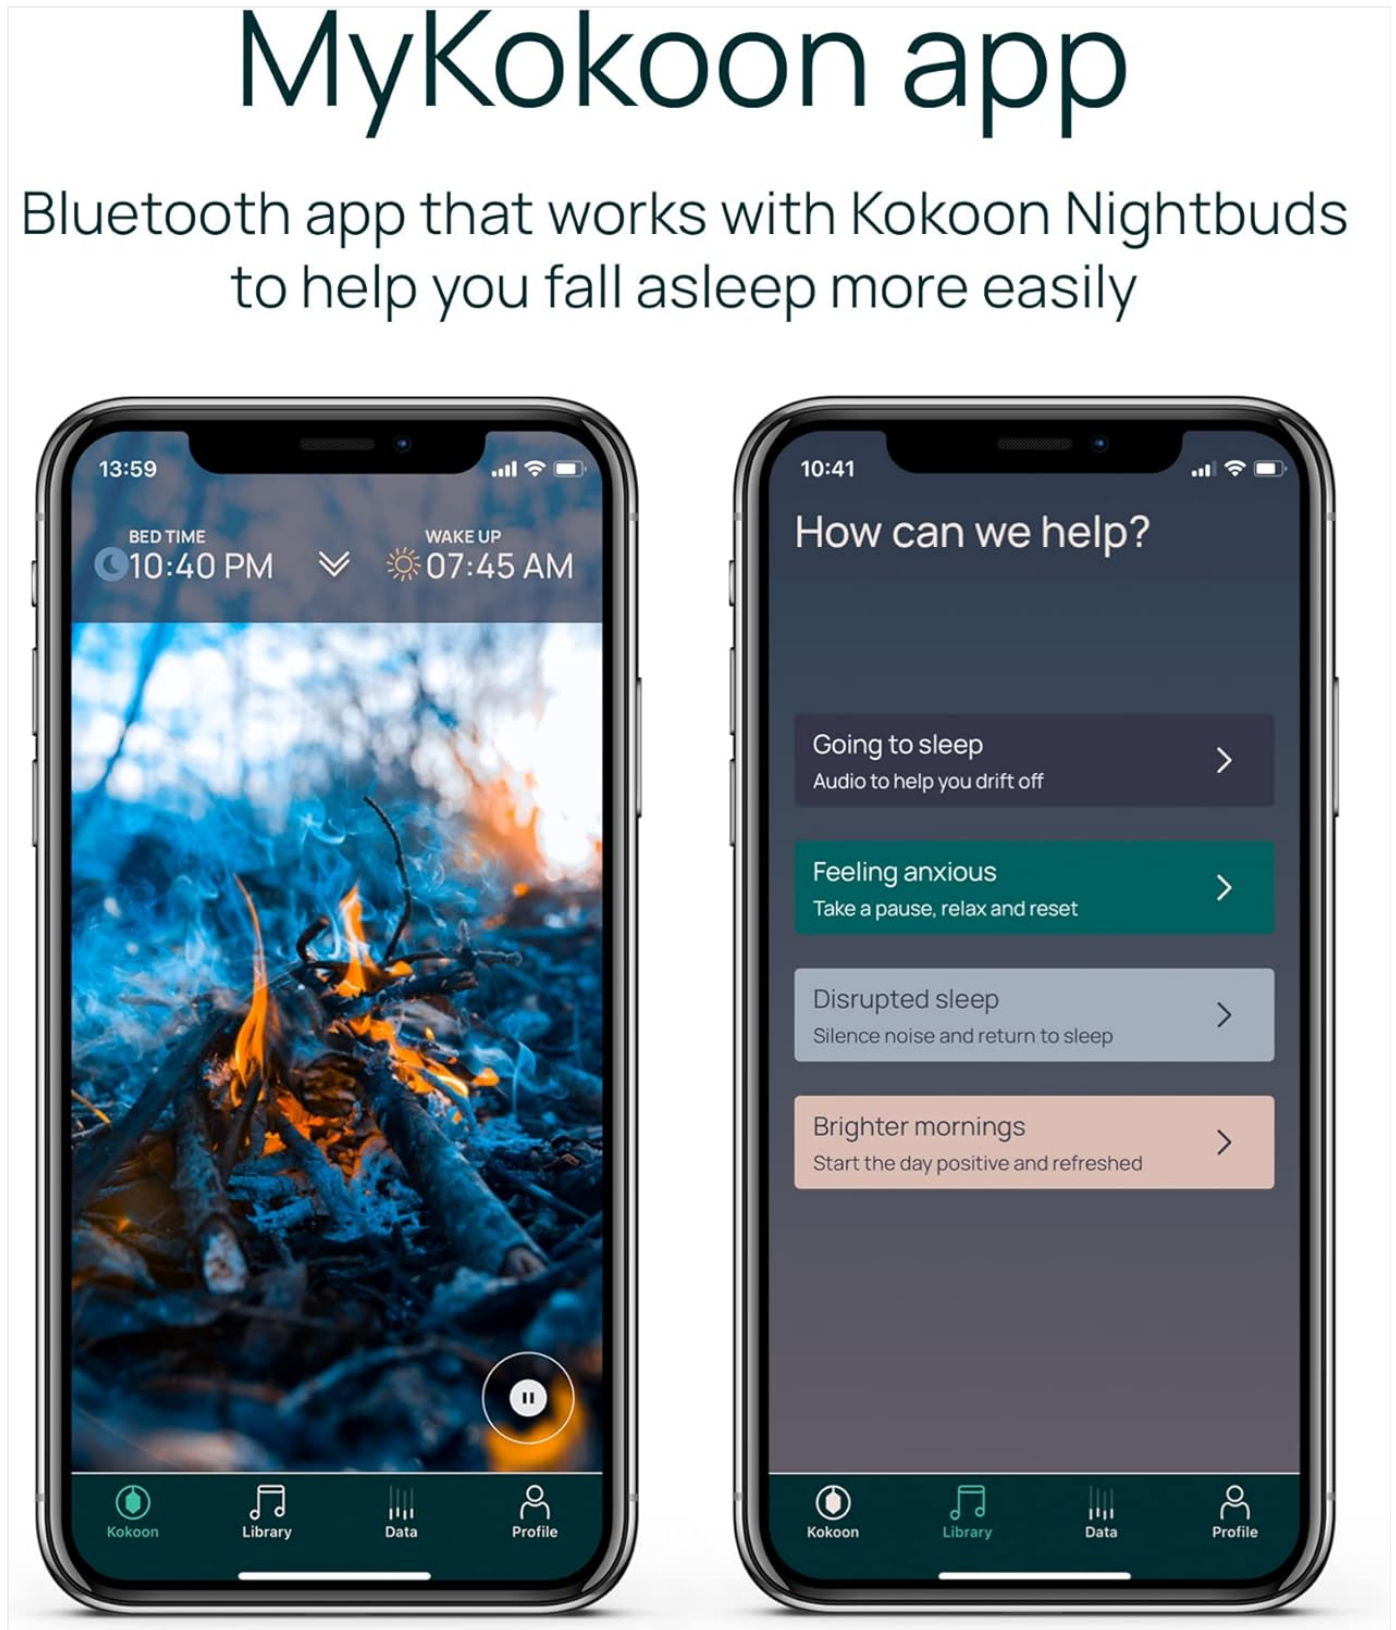 MyKokoon app
Bluetooth app that works with Kokoon Nightbuds
to help you fall asleep more easily
13:59
BED TIME
10:40 PM
WAKE UP
07:45 AM
Kokoon
Library
Data
Profile
10:41
How can we help?
Going to sleep
Audio to help you drift off
Feeling anxious
Take a pause, relax and reset
Disrupted sleep
Silence noise and return to sleep
Brighter mornings
Start the day positive and refreshed
Kokoon
Library
Data
Profile